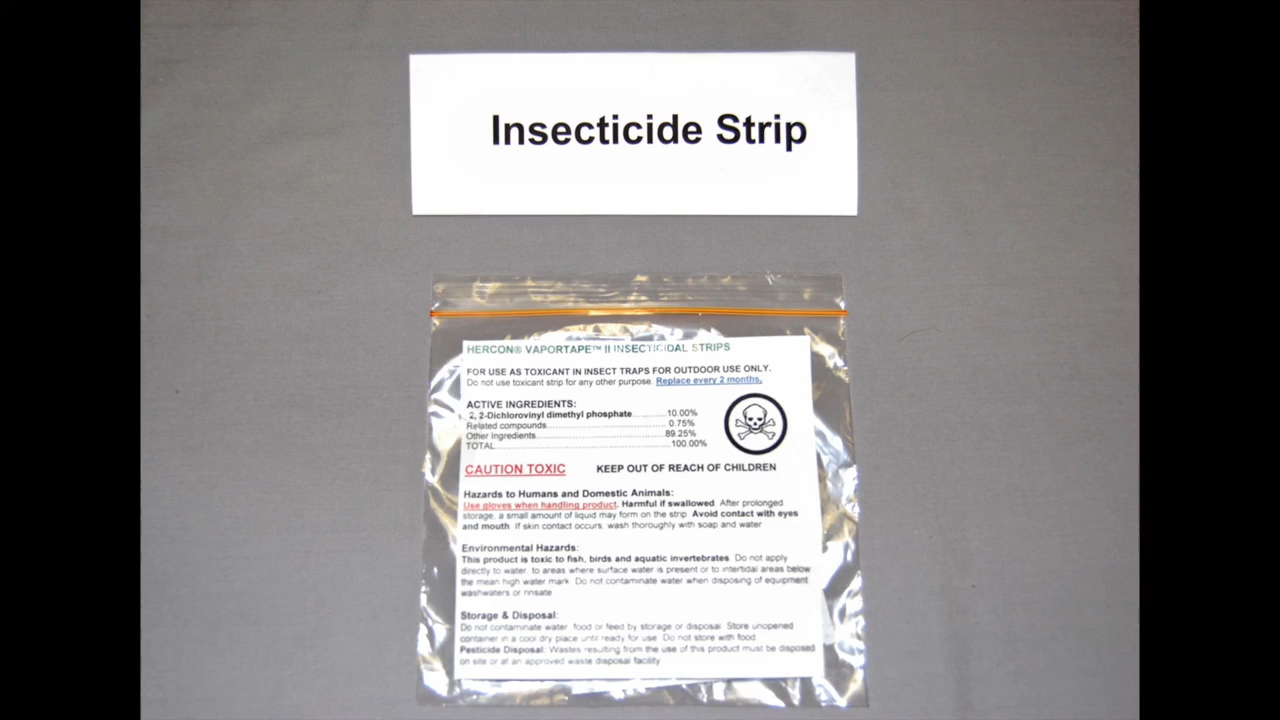 Insecticide Strip
HERCON® VAPORTAPE™ II INSECTICIDAL STRIPS
FOR USE AS TOXICANT IN INSECT TRAPS FOR OUTDOOR USE ONLY.
Do not use toxicant strip for any other purpose. Replace every 2 months.
ACTIVE INGREDIENTS:
2, 2-Dichlorovinyl dimethyl phosphate..................10.00%
Related compounds..................0.75%
Other ingredients..................89.25%
TOTAL..................100.00%
CAUTION TOXIC KEEP OUT OF REACH OF CHILDREN
Hazards to Humans and Domestic Animals:
Use gloves when handling product. Harmful if swallowed. After prolonged
storage, a small amount of liquid may form on the strip. Avoid contact with eyes
and mouth. If skin contact occurs, wash thoroughly with soap and water
Environmental Hazards:
This product is toxic to fish, birds and aquatic invertebrates. Do not apply
directly to water, to areas where surface water is present or to intertidal areas below
the mean high water mark. Do not contaminate water when disposing of equipment
washwaters or rinsate
Storage & Disposal:
Do not contaminate water, food or feed by storage or disposal. Store unopened
container in a cool dry place until ready for use. Do not store with food
Pesticide Disposal: Wastes resulting from the use of this product must be disposed
on site or at an approved waste disposal facility